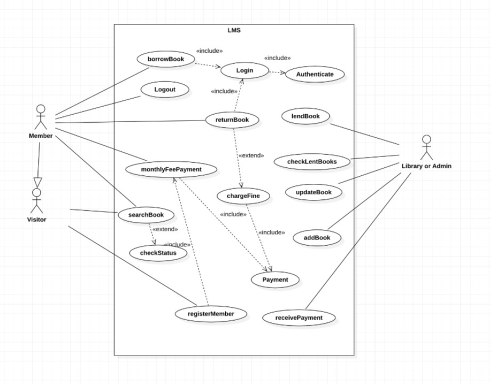 LMS
«include»
borrowBook
«include»
Login
Authenticate
Logout
«include»
returnBook
lendBook
Member
«extend»
checkLentBooks
Library or Admin
monthlyFeePayment
chargeFine
updateBook
Visitor
searchBook
«include»
«extend»
«include»
addBook
«include»
checkStatus
Payment
registerMember
receivePayment